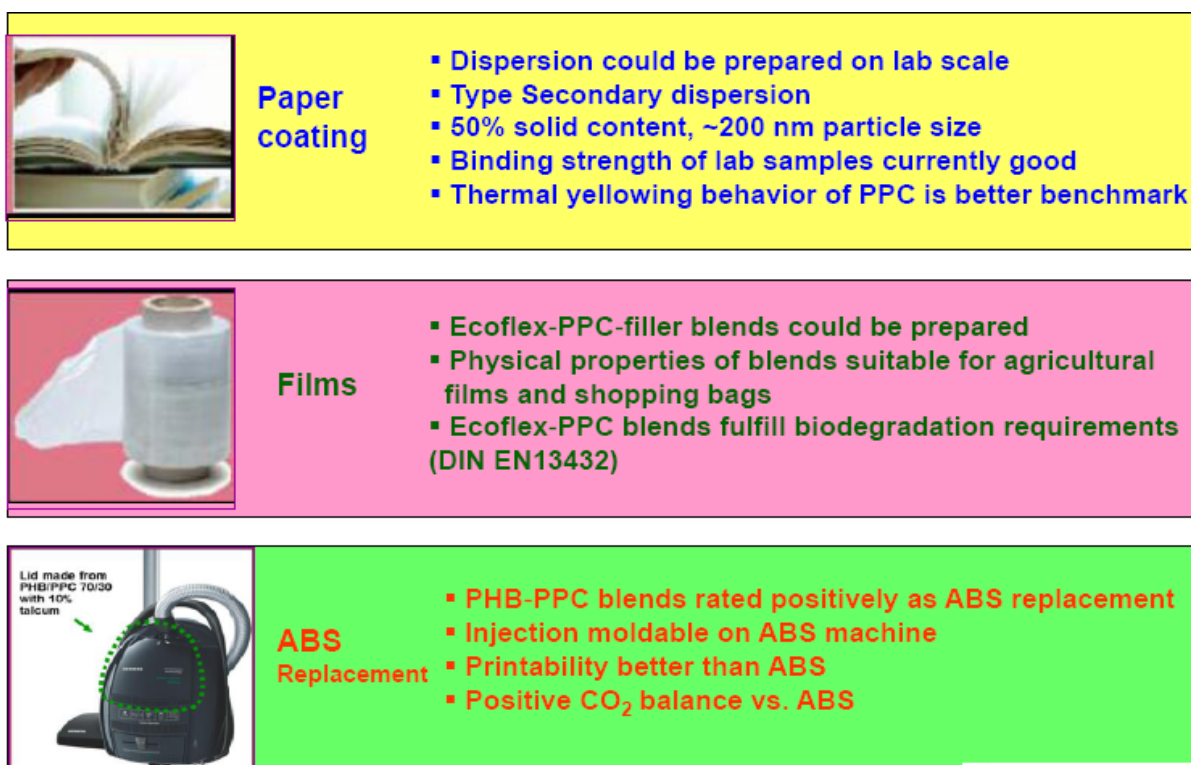 Paper
coating
▪ Dispersion could be prepared on lab scale
▪ Type Secondary dispersion
▪ 50% solid content, ~200 nm particle size
▪ Binding strength of lab samples currently good
▪ Thermal yellowing behavior of PPC is better benchmark
Films
▪ Ecoflex-PPC-filler blends could be prepared
▪ Physical properties of blends suitable for agricultural
films and shopping bags
▪ Ecoflex-PPC blends fulfill biodegradation requirements
(DIN EN13432)
Lid made from
PHB/PPC 70/30
with 10%
talcum
ABS
Replacement
▪ PHB-PPC blends rated positively as ABS replacement
▪ Injection moldable on ABS machine
▪ Printability better than ABS
▪ Positive CO₂ balance vs. ABS